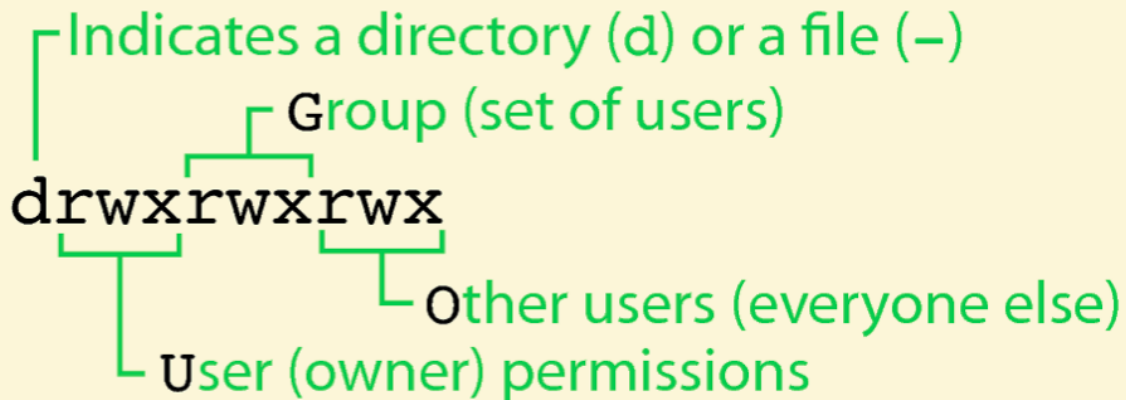 Indicates a directory (d) or a file (–)
Group (set of users)
drwxrwxrwx
Other users (everyone else)
User (owner) permissions